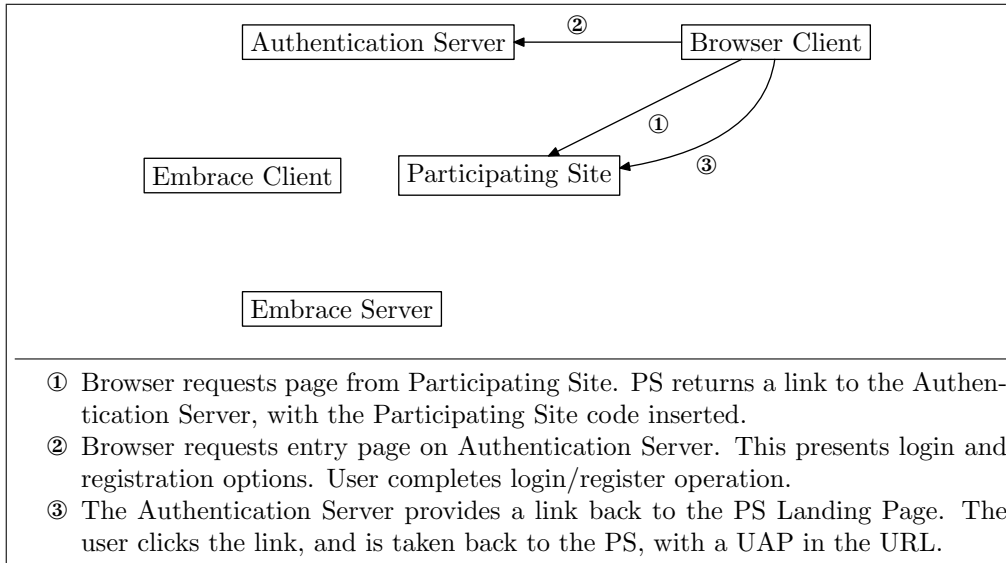 ②
Authentication Server
Browser Client
①
③
Embrace Client
Participating Site
Embrace Server
① Browser requests page from Participating Site. PS returns a link to the Authen-
tication Server, with the Participating Site code inserted.
② Browser requests entry page on Authentication Server. This presents login and
registration options. User completes login/register operation.
③ The Authentication Server provides a link back to the PS Landing Page. The
user clicks the link, and is taken back to the PS, with a UAP in the URL.